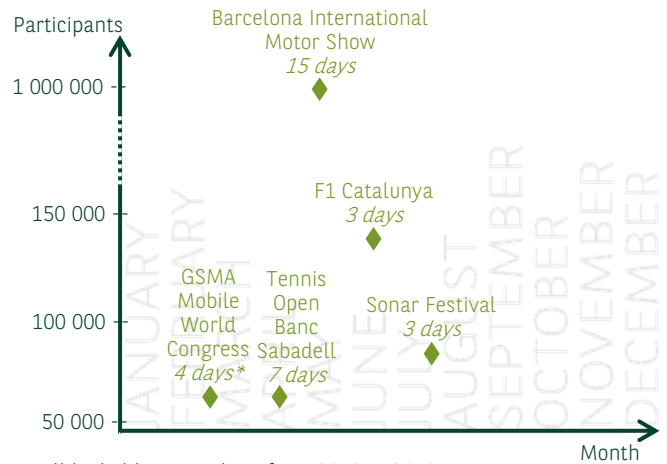 Participants
Barcelona International
Motor Show
15 days
1 000 000
F1 Catalunya
3 days
150 000
GSMA
Mobile
World
Congress
4 days*
Tennis
Open
Banc
Sabadell
7 days
Sonar Festival
3 days
100 000
50 000
JANUARY
FEBRUARY
MARCH
APRIL
MAY
JUNE
JULY
AUGUST
SEPTEMBER
OCTOBER
NOVEMBER
DECEMBER
Month